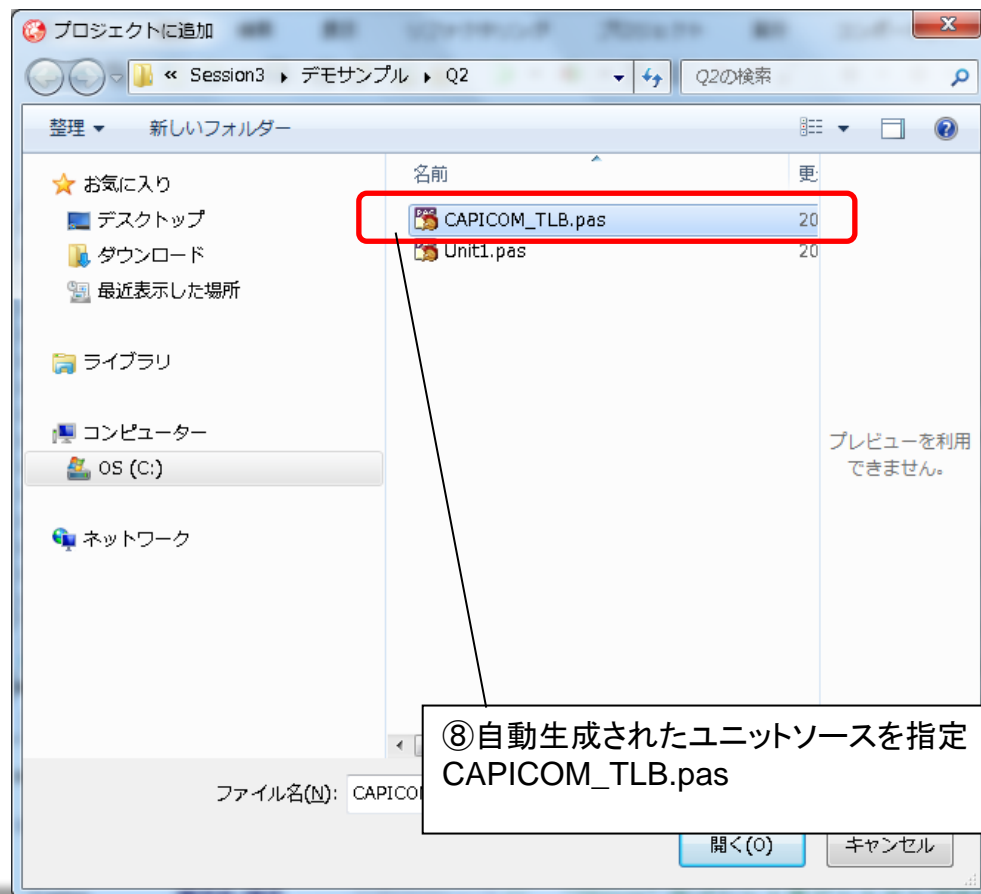 プロジェクトに追加
« Session3 ▸ デモサンプル ▸ Q2
Q2の検索
整理 ▼ 新しいフォルダー
お気に入り
デスクトップ
ダウンロード
最近表示した場所
ライブラリ
コンピューター
OS (C:)
ネットワーク
名前 更
CAPICOM_TLB.pas 20
Unit1.pas 20
プレビューを利用
できません。
⑧自動生成されたユニットソースを指定
CAPICOM_TLB.pas
ファイル名(N): CAPICO
開く(O) キャンセル